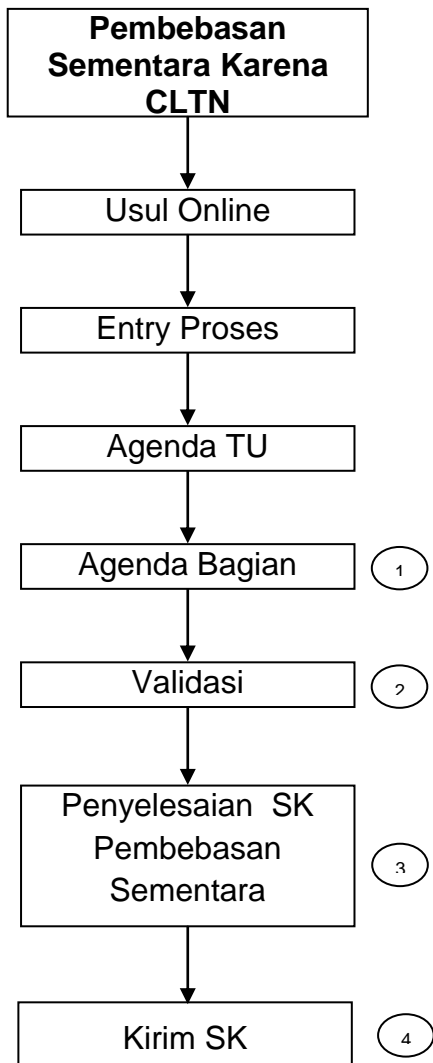 Pembebasan
Sementara Karena
CLTN
Usul Online
Entry Proses
Agenda TU
Agenda Bagian
1
Validasi
2
Penyelesaian SK
Pembebasan
Sementara
3
Kirim SK
4